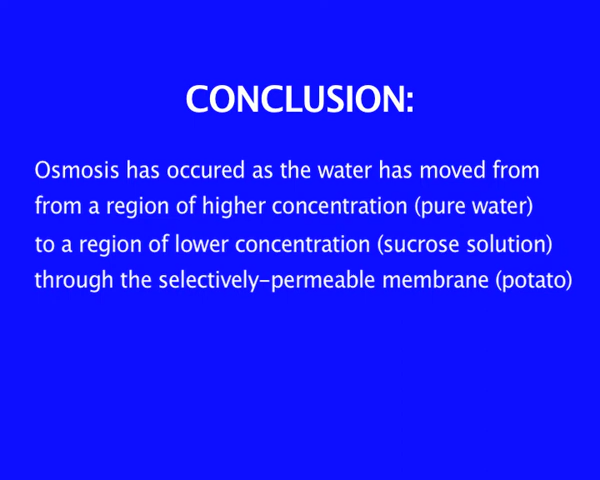 CONCLUSION:
Osmosis has occured as the water has moved from
from a region of higher concentration (pure water)
to a region of lower concentration (sucrose solution)
through the selectively-permeable membrane (potato)